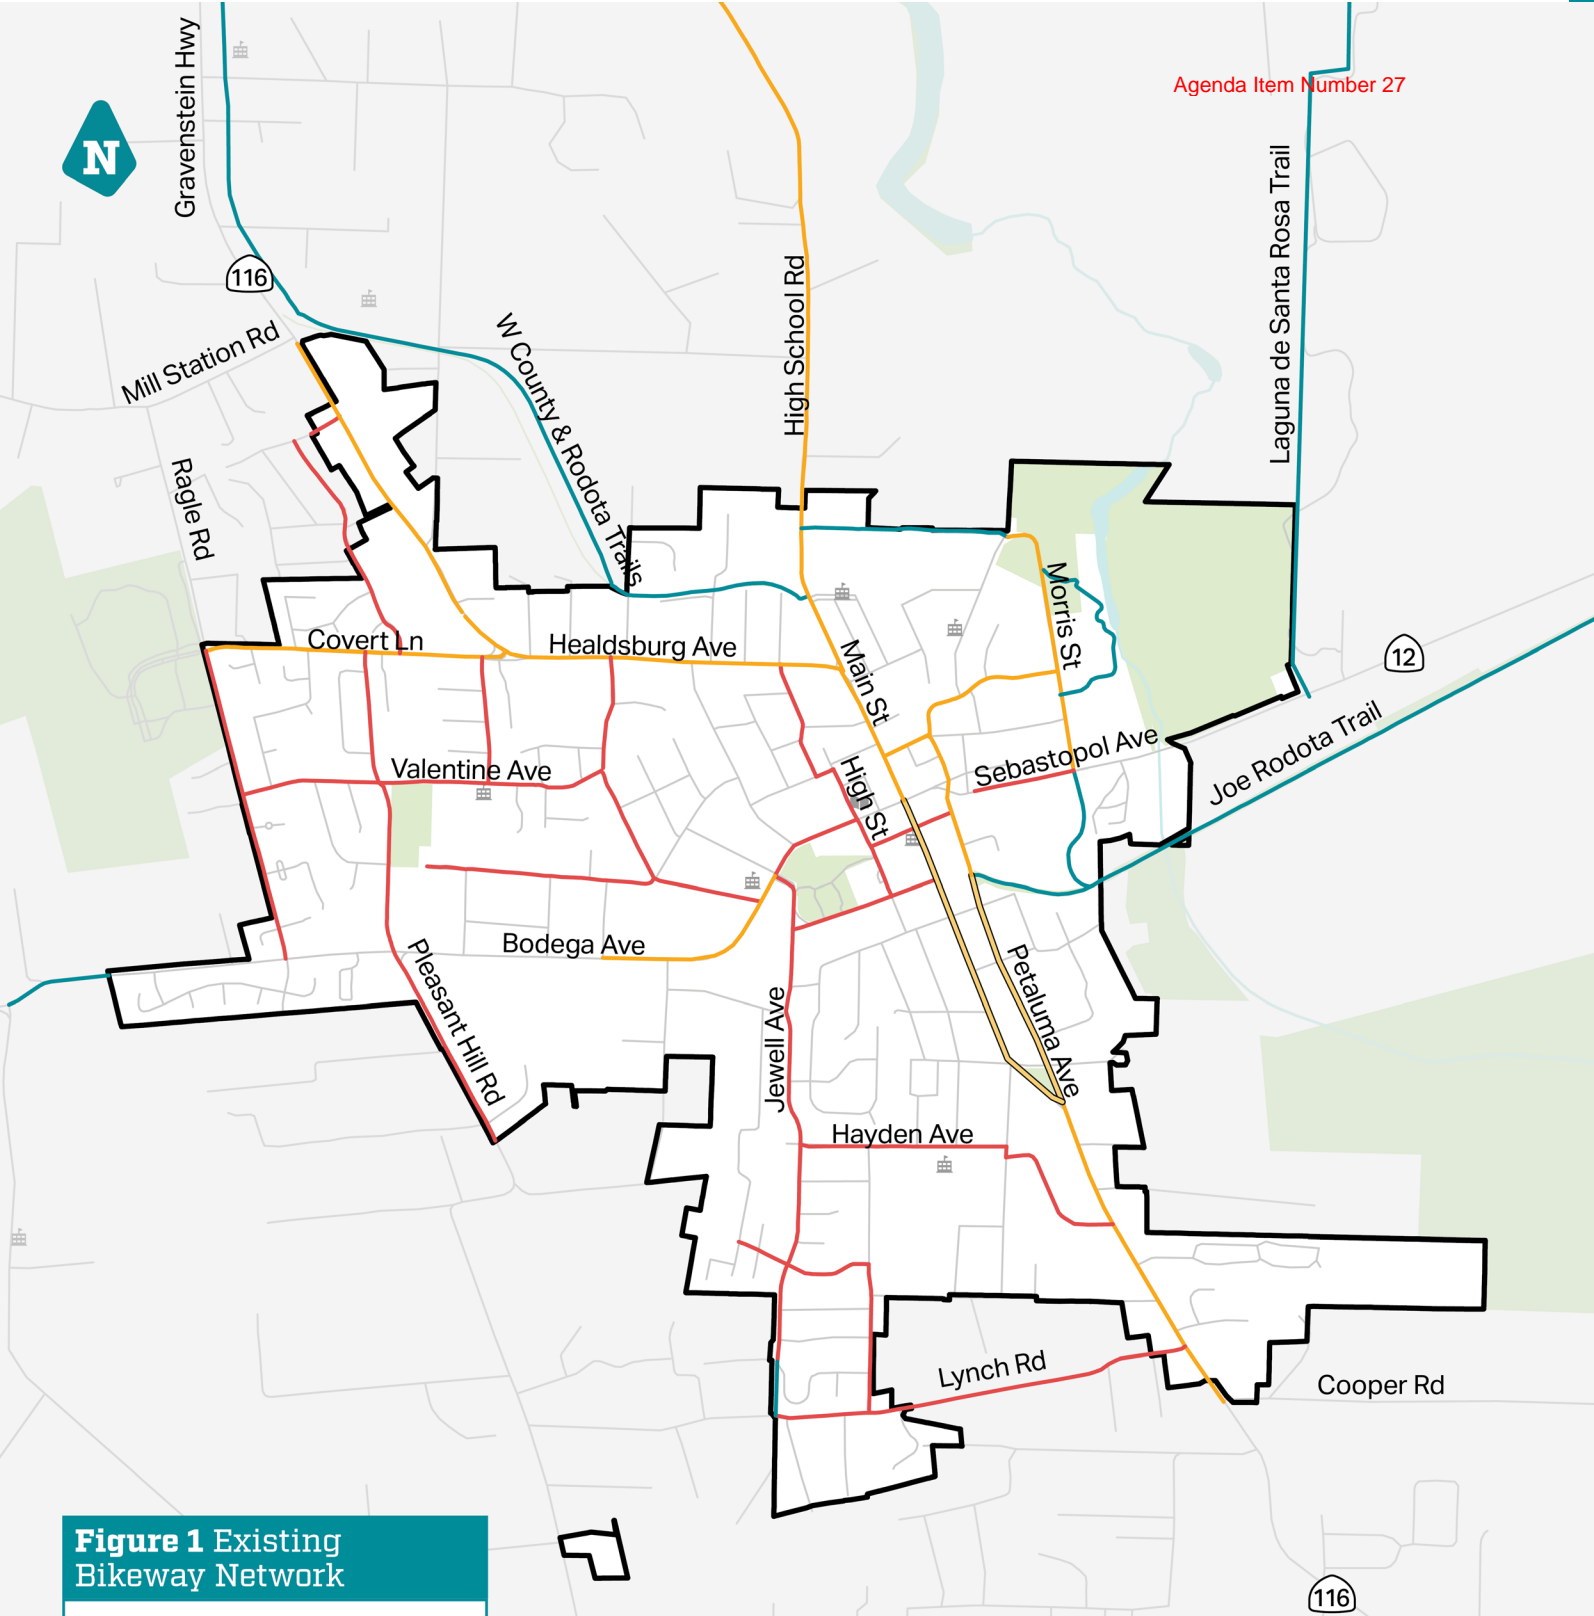 Gravenstein Hwy
Agenda Item Number 27
N
116
Laguna de Santa Rosa Trail
High School Rd
Mill Station Rd
W County & Rodota Trails
Ragle Rd
Morris St
Covert Ln
Healdsburg Ave
Main St
12
Joe Rodota Trail
Sebastopol Ave
Valentine Ave
High St
Bodega Ave
Pleasant Hill Rd
Petaluma Ave
Jewell Ave
Hayden Ave
Lynch Rd
Cooper Rd
Figure 1 Existing
Bikeway Network
116